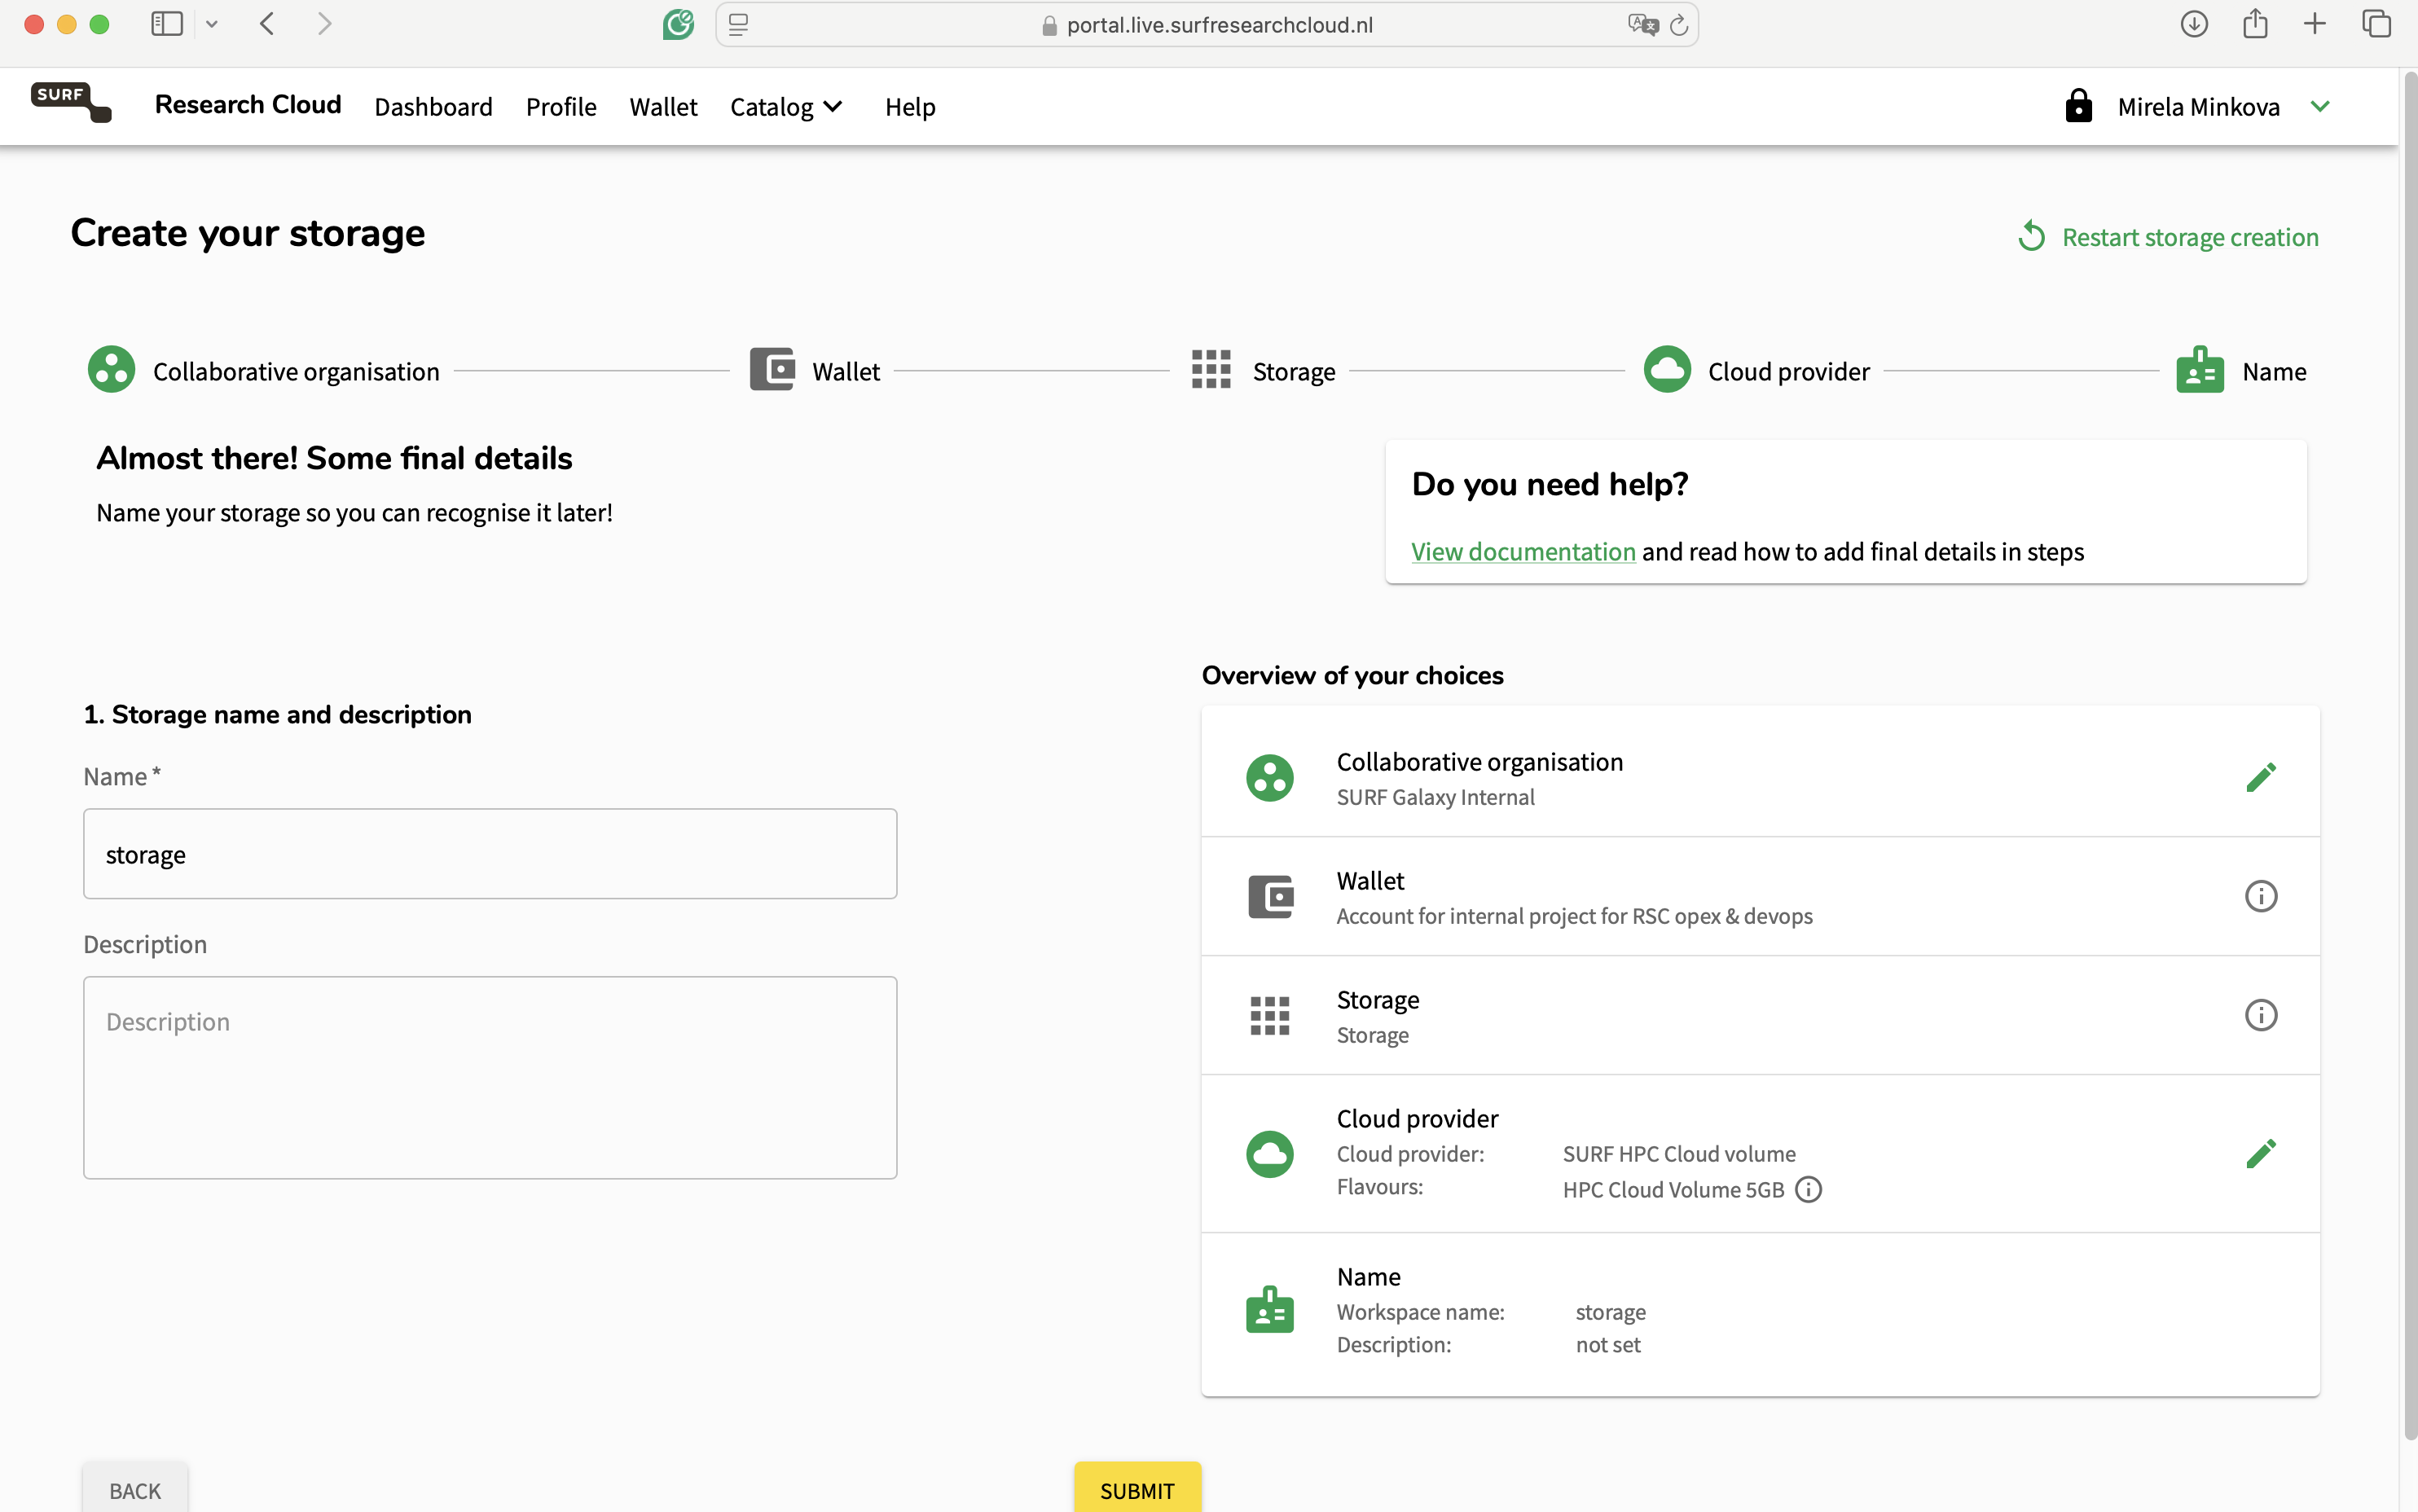 portal.live.surfresearchcloud.nl
SURF
Research Cloud
Dashboard
Profile
Wallet
Catalog
Help
Mirela Minkova
Create your storage
Restart storage creation
Collaborative organisation
Wallet
Storage
Cloud provider
Name
Almost there! Some final details
Name your storage so you can recognise it later!
Do you need help?
View documentation and read how to add final details in steps
1. Storage name and description
Name *
storage
Description
Description
Overview of your choices
Collaborative organisation
SURF Galaxy Internal
Wallet
Account for internal project for RSC opex & devops
Storage
Storage
Cloud provider
Cloud provider: SURF HPC Cloud volume
Flavours: HPC Cloud Volume 5GB
Name
Workspace name: storage
Description: not set
BACK
SUBMIT